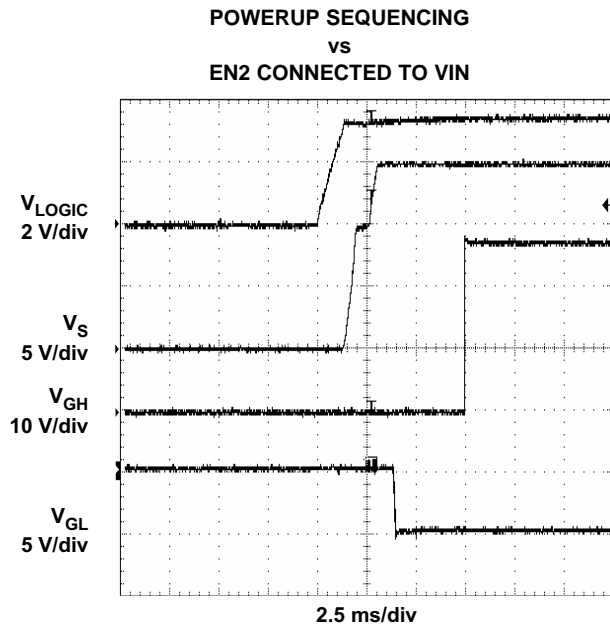 POWERUP SEQUENCING
vs
EN2 CONNECTED TO VIN
VLOGIC
2 V/div
VS
5 V/div
VGH
10 V/div
VGL
5 V/div
2.5 ms/div